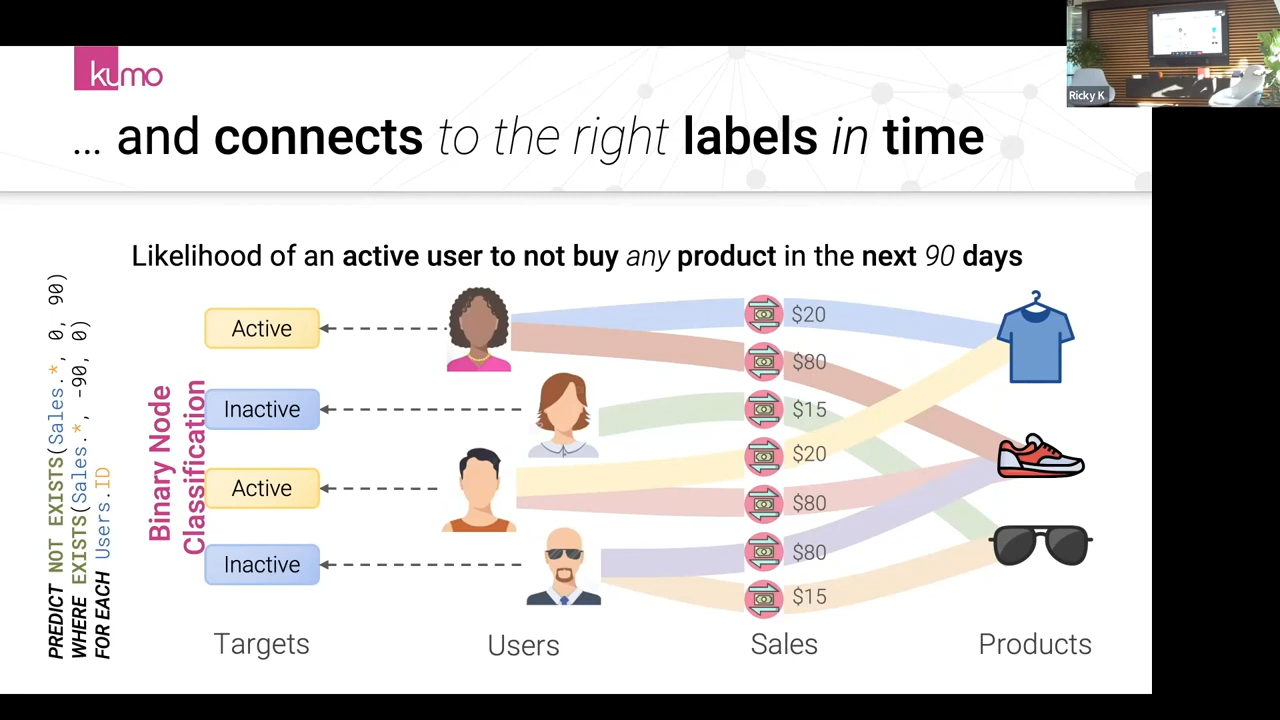 kumo
Ricky K
... and connects to the right labels in time
Likelihood of an active user to not buy any product in the next 90 days
PREDICT NOT EXISTS(Sales.*, 0, 90)
WHERE EXISTS(Sales.*, -90, 0)
FOR EACH Users.ID
Binary Node
Classification
Active
Inactive
Active
Inactive
$20
$80
$15
$20
$80
$80
$15
Targets
Users
Sales
Products